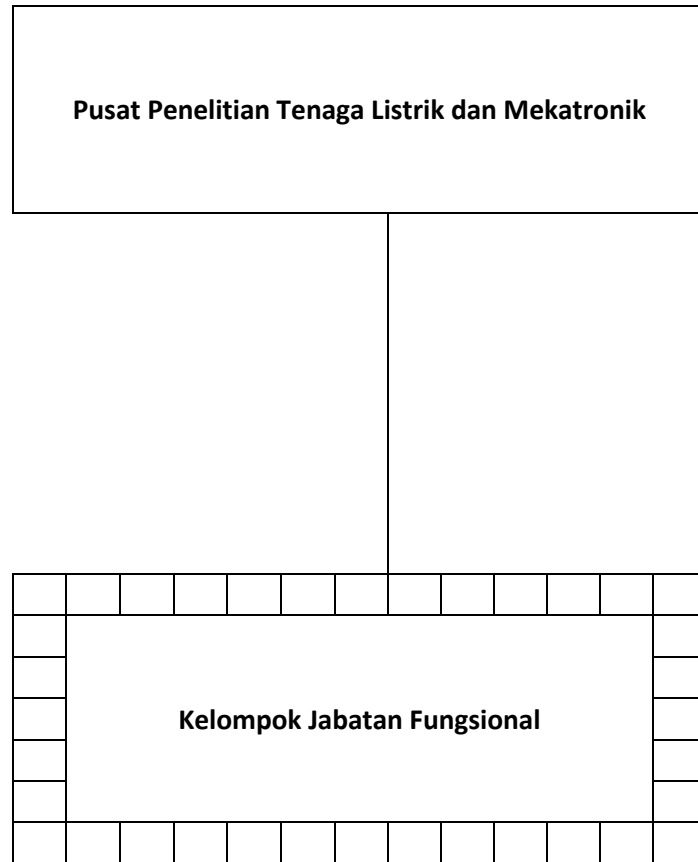 Pusat Penelitian Tenaga Listrik dan Mekatronik
Kelompok Jabatan Fungsional